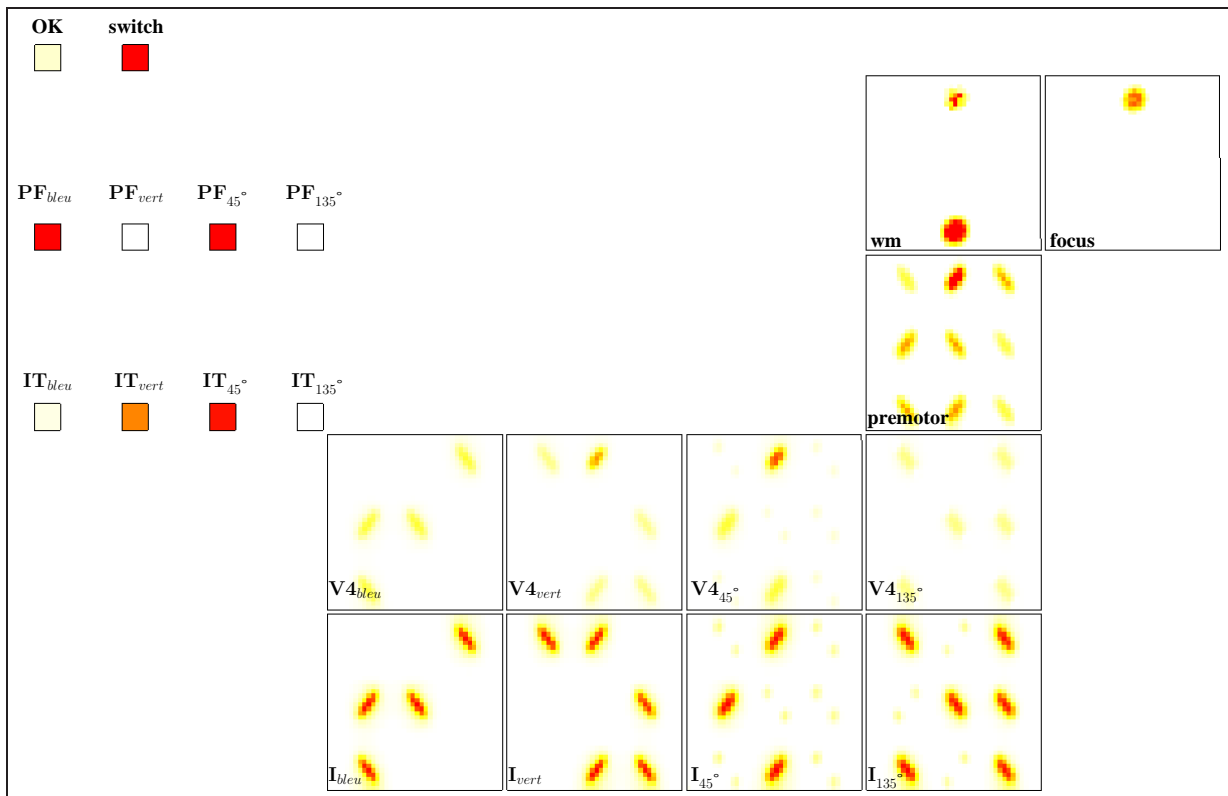 OK switch
PF_bleu PF_vert PF_45° PF_135°
wm focus
IT_bleu IT_vert IT_45° IT_135°
premotor
V4_bleu V4_vert V4_45° V4_135°
I_bleu I_vert I_45° I_135°